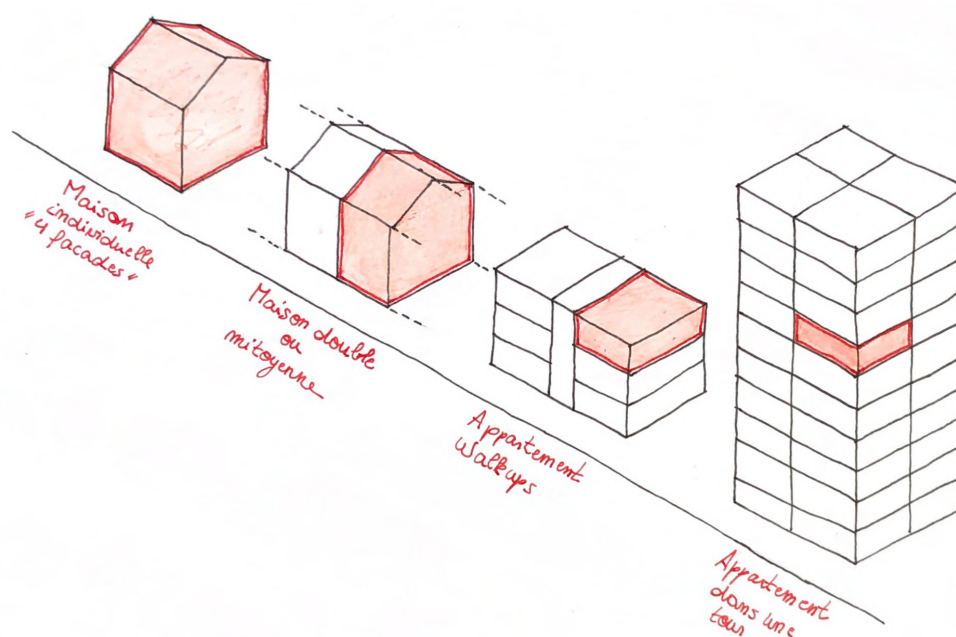 Maison
individuelle
"4 façades"
Maison double
ou
mitoyenne
Appartement
Walkups
Appartement
dans une
tour